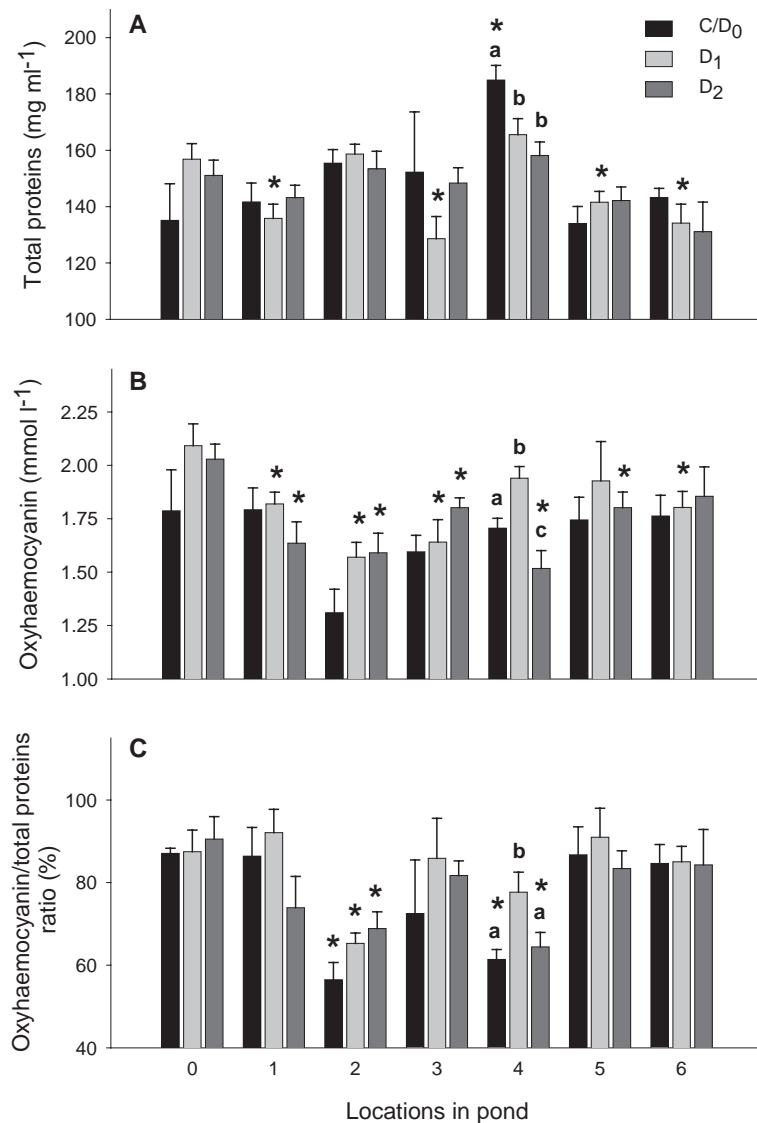 A
C/D0
D1
D2
Total proteins (mg ml-1)
200
180
160
140
120
100
*
*
*
a
b
b
*
*
B
Oxyhaemocyanin (mmol l-1)
2.25
2.00
1.75
1.50
1.25
1.00
*
*
*
*
*
*
a
b
*
c
*
*
C
Oxyhaemocyanin/total proteins
ratio (%)
100
80
60
40
*
*
*
*
a
b
*
a
0 1 2 3 4 5 6
Locations in pond